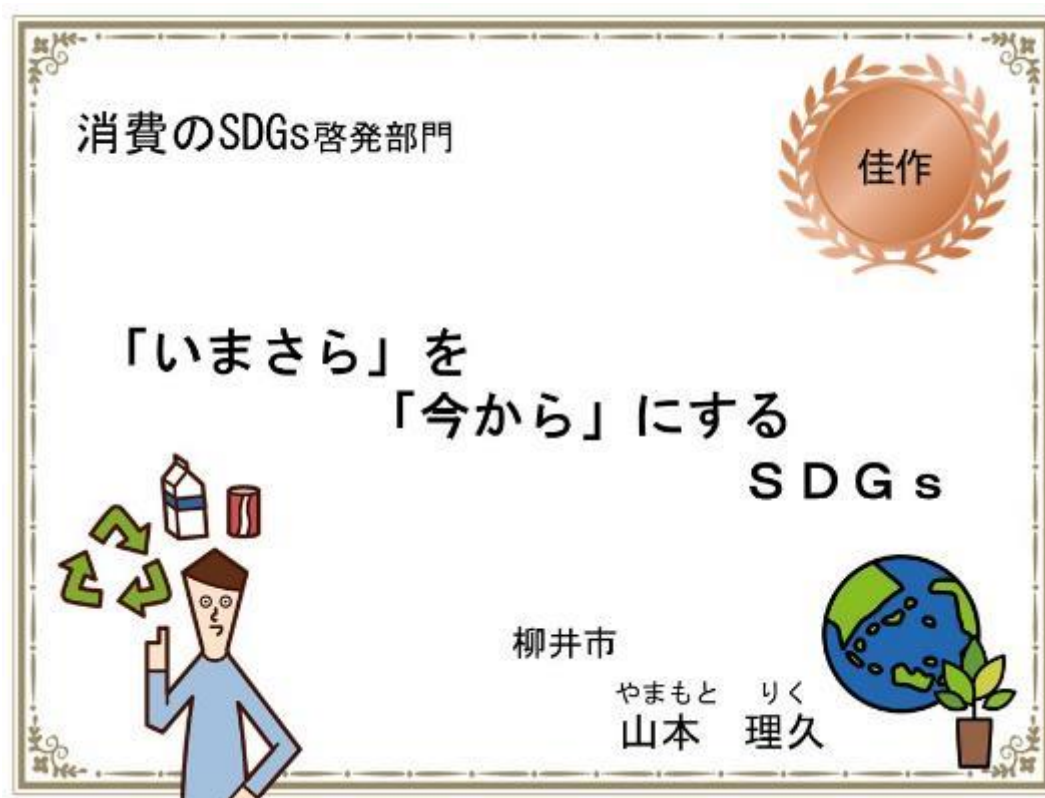 消費のSDGs啓発部門
佳作
「いまさら」を
「今から」にする
ＳＤＧｓ
柳井市
やまもと　りく
山本　理久